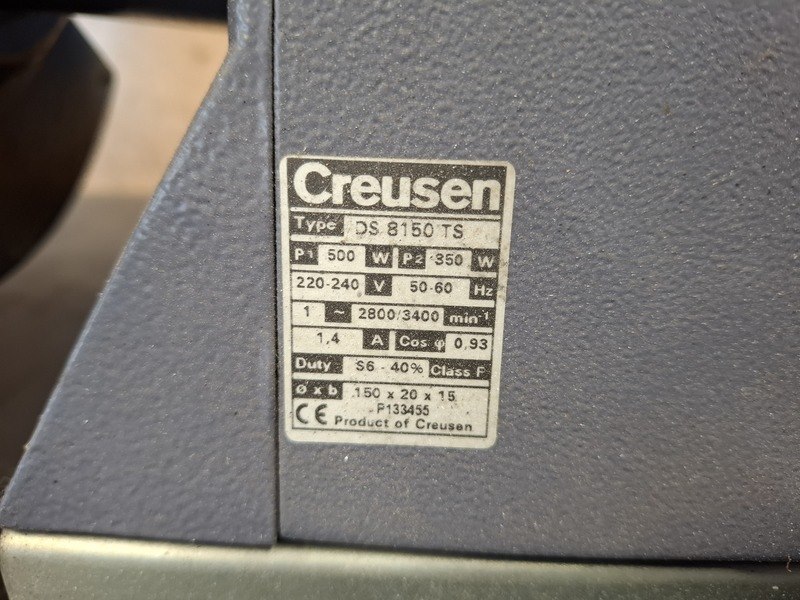 Creusen
Type DS 8150 TS
P1 500 W P2 350 W
220-240 V 50-60 Hz
1 ~ 2800/3400 min-1
1,4 A Cos φ 0,93
Duty S6 - 40% Class F
ø x b 150 x 20 x 15
P133455
CE Product of Creusen